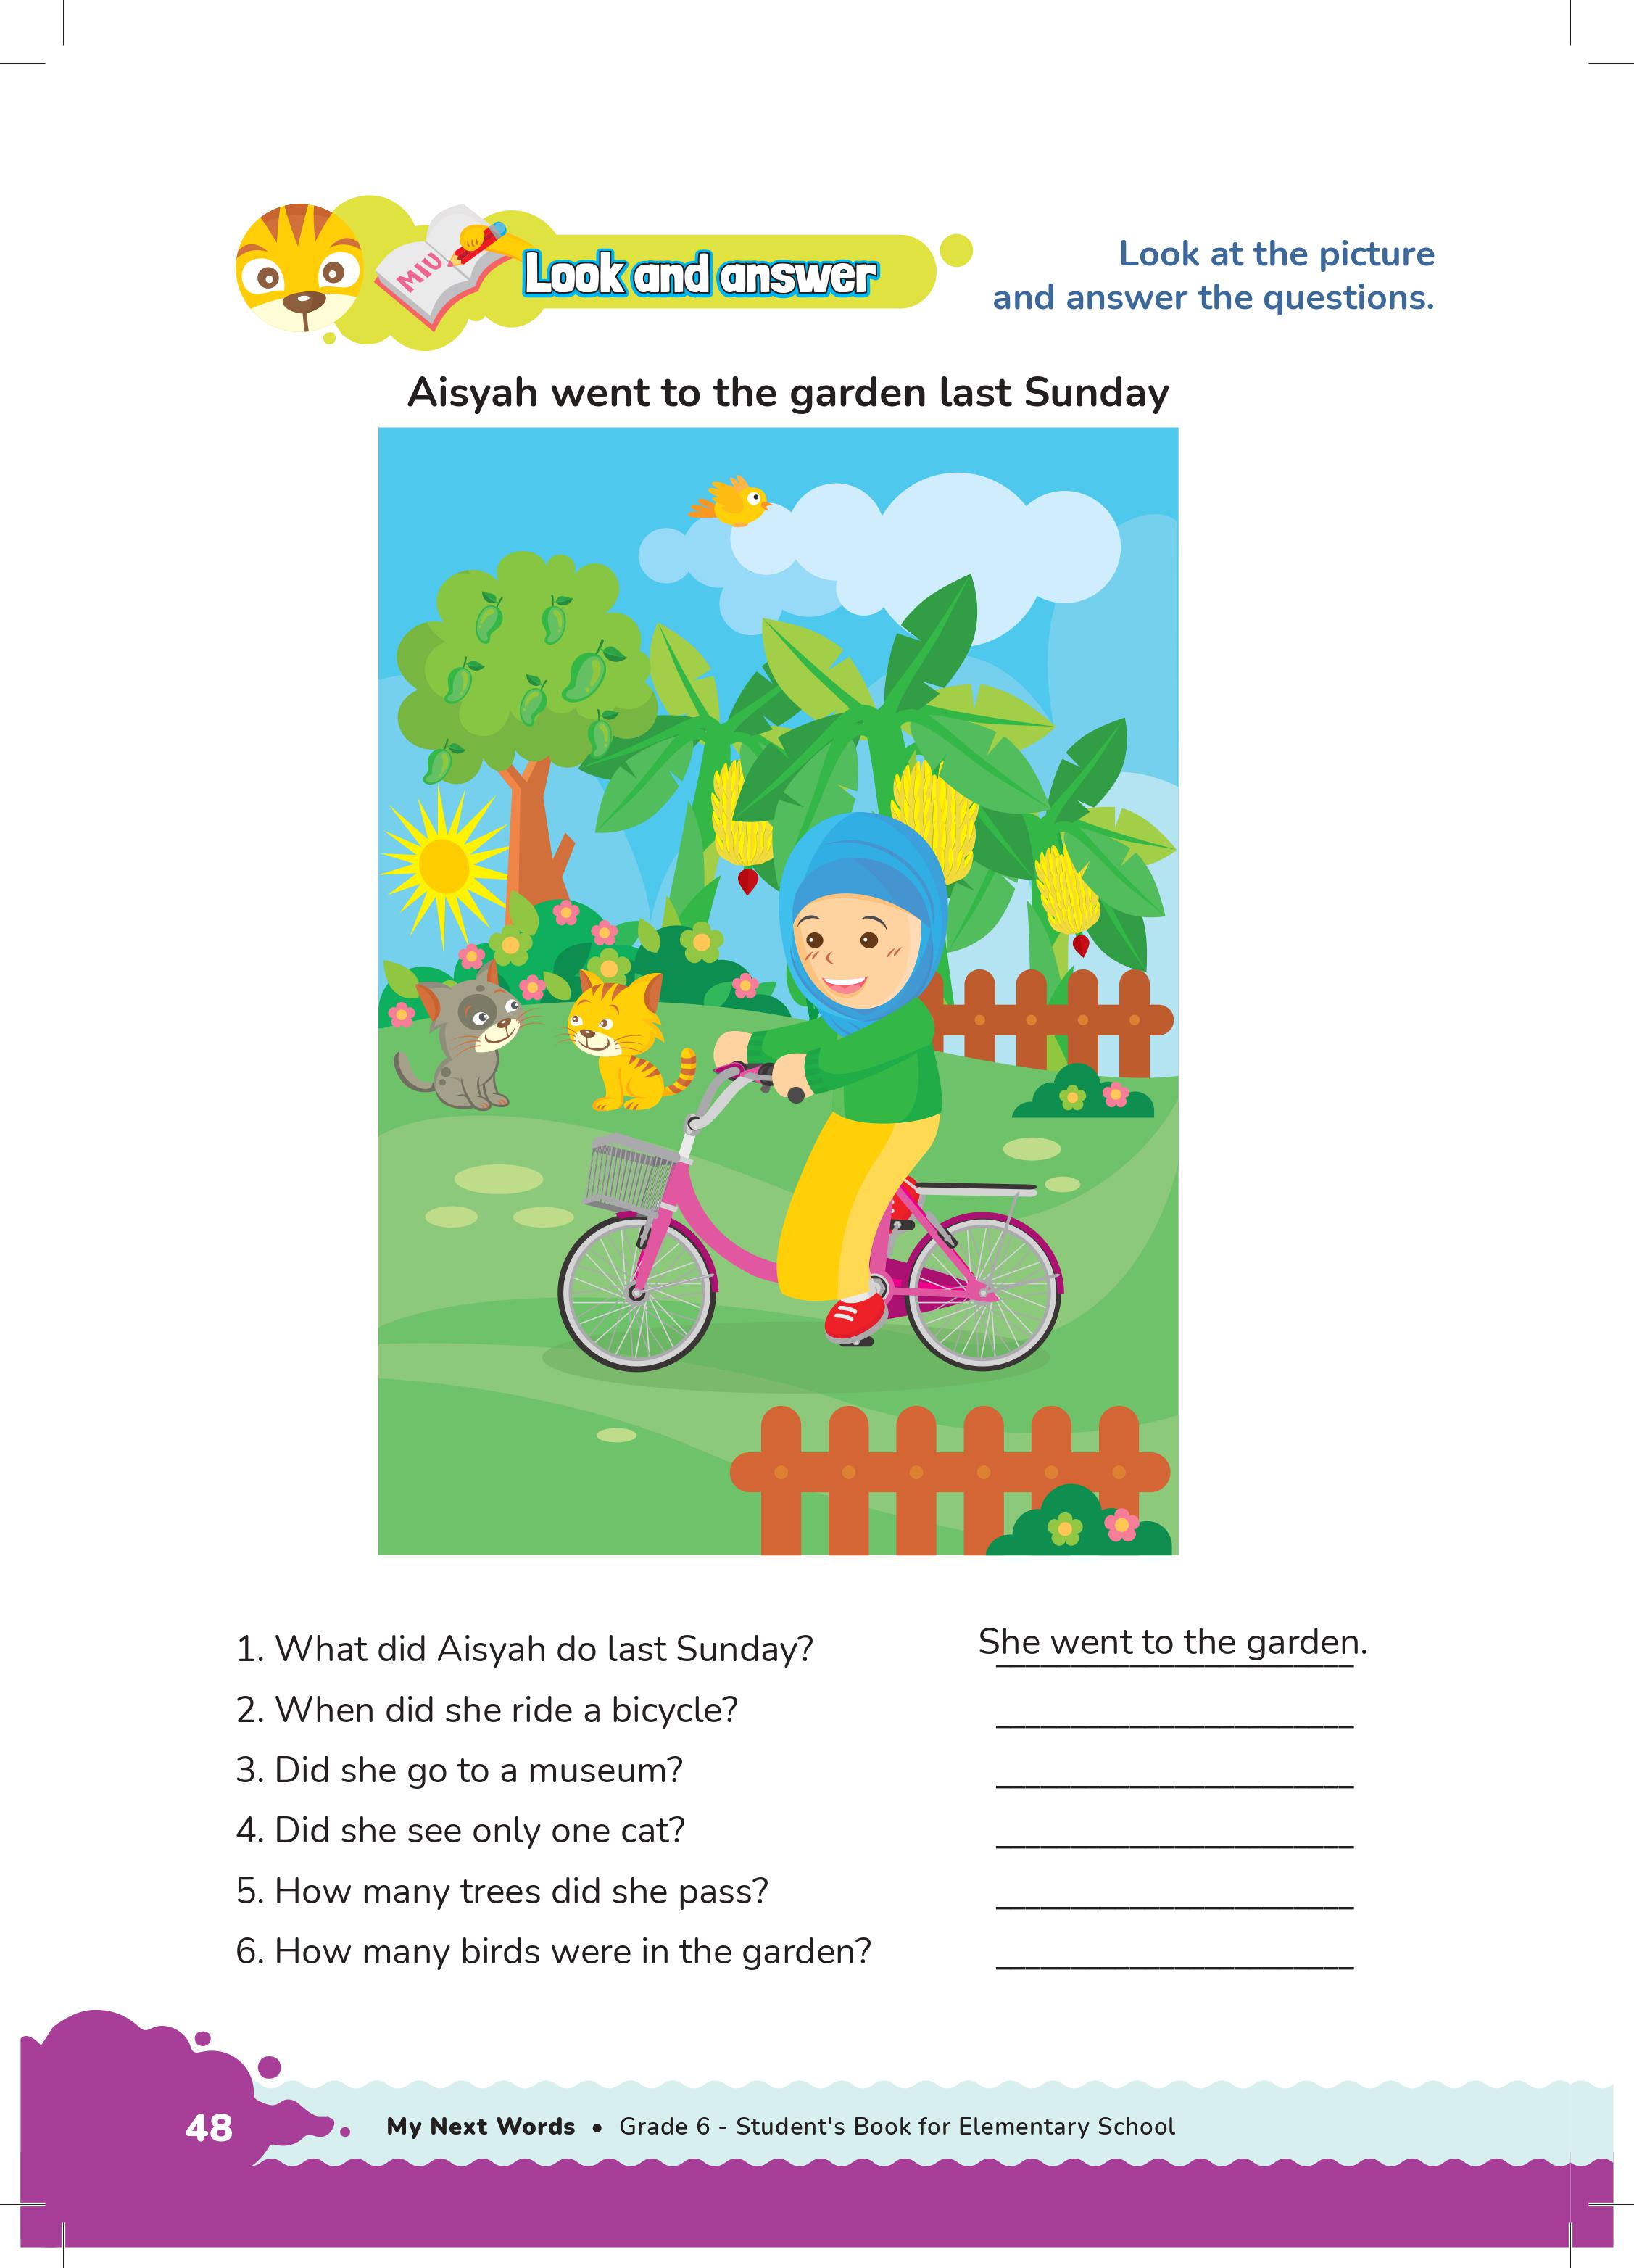 MIU
Look and answer
Look at the picture
and answer the questions.
Aisyah went to the garden last Sunday
1. What did Aisyah do last Sunday? She went to the garden.
2. When did she ride a bicycle? ____________________
3. Did she go to a museum? ____________________
4. Did she see only one cat? ____________________
5. How many trees did she pass? ____________________
6. How many birds were in the garden? ____________________
48 My Next Words • Grade 6 - Student's Book for Elementary School